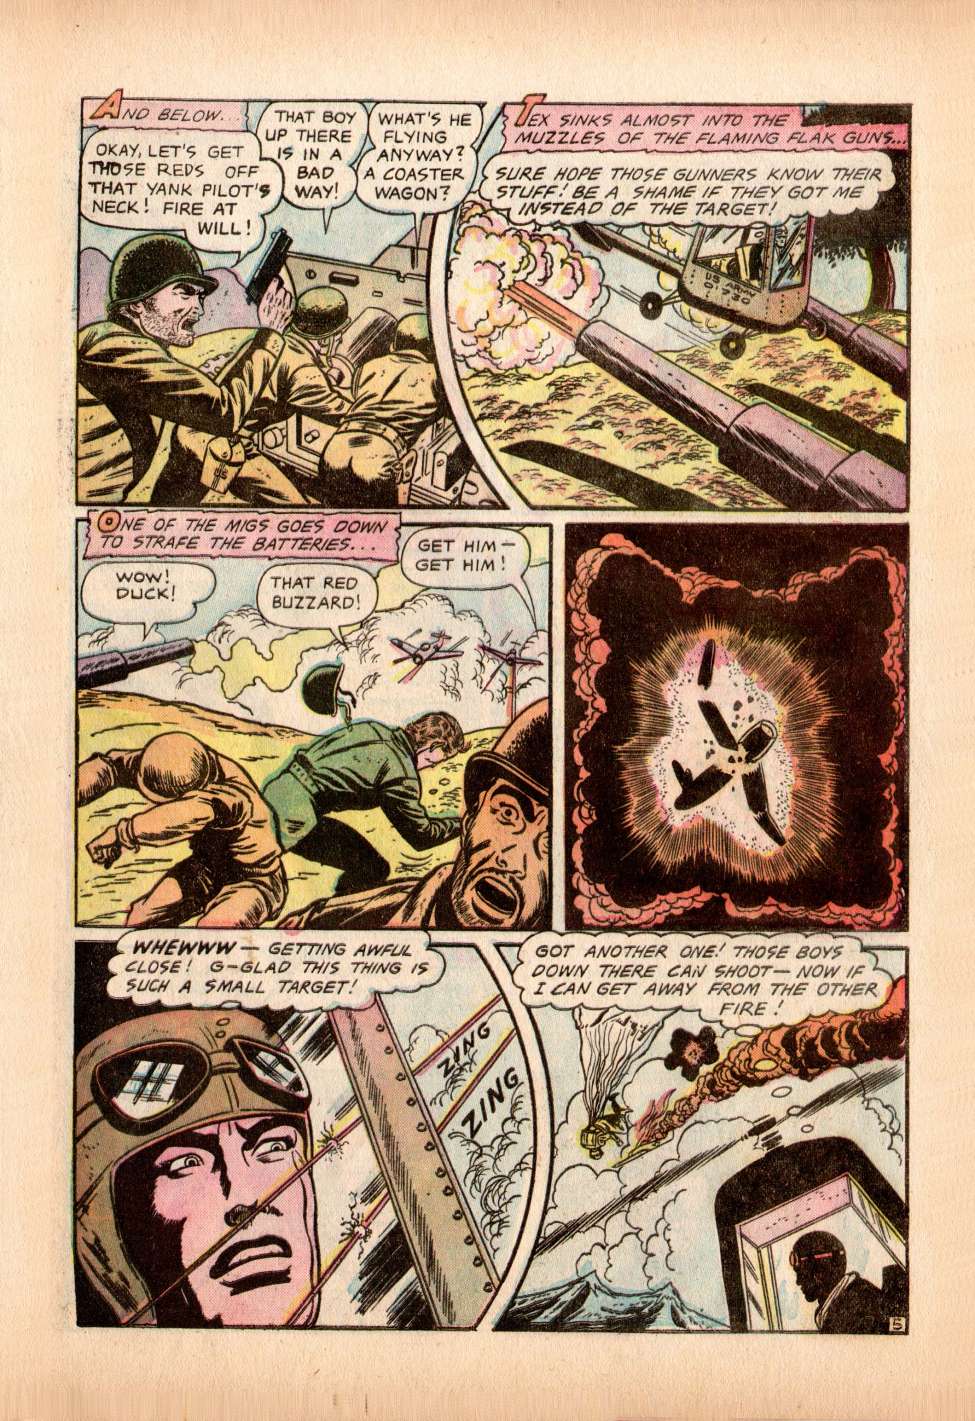 AND BELOW...
OKAY, LET'S GET
THOSE REDS OFF
THAT YANK PILOT'S
NECK! FIRE AT
WILL!
THAT BOY
UP THERE
IS IN A
BAD
WAY!
WHAT'S HE
FLYING
ANYWAY?
A COASTER
WAGON?
TEX SINKS ALMOST INTO THE
MUZZLES OF THE FLAMING FLAK GUNS...
SURE HOPE THOSE GUNNERS KNOW THEIR
STUFF! BE A SHAME IF THEY GOT ME
INSTEAD OF THE TARGET!
US ARMY
0-730
ONE OF THE MIGS GOES DOWN
TO STRAFE THE BATTERIES...
WOW!
DUCK!
THAT RED
BUZZARD!
GET HIM—
GET HIM!
WHEWWW — GETTING AWFUL
CLOSE! G-GLAD THIS THING IS
SUCH A SMALL TARGET!
ZING
ZING
GOT ANOTHER ONE! THOSE BOYS
DOWN THERE CAN SHOOT— NOW IF
I CAN GET AWAY FROM THE OTHER
FIRE!
5